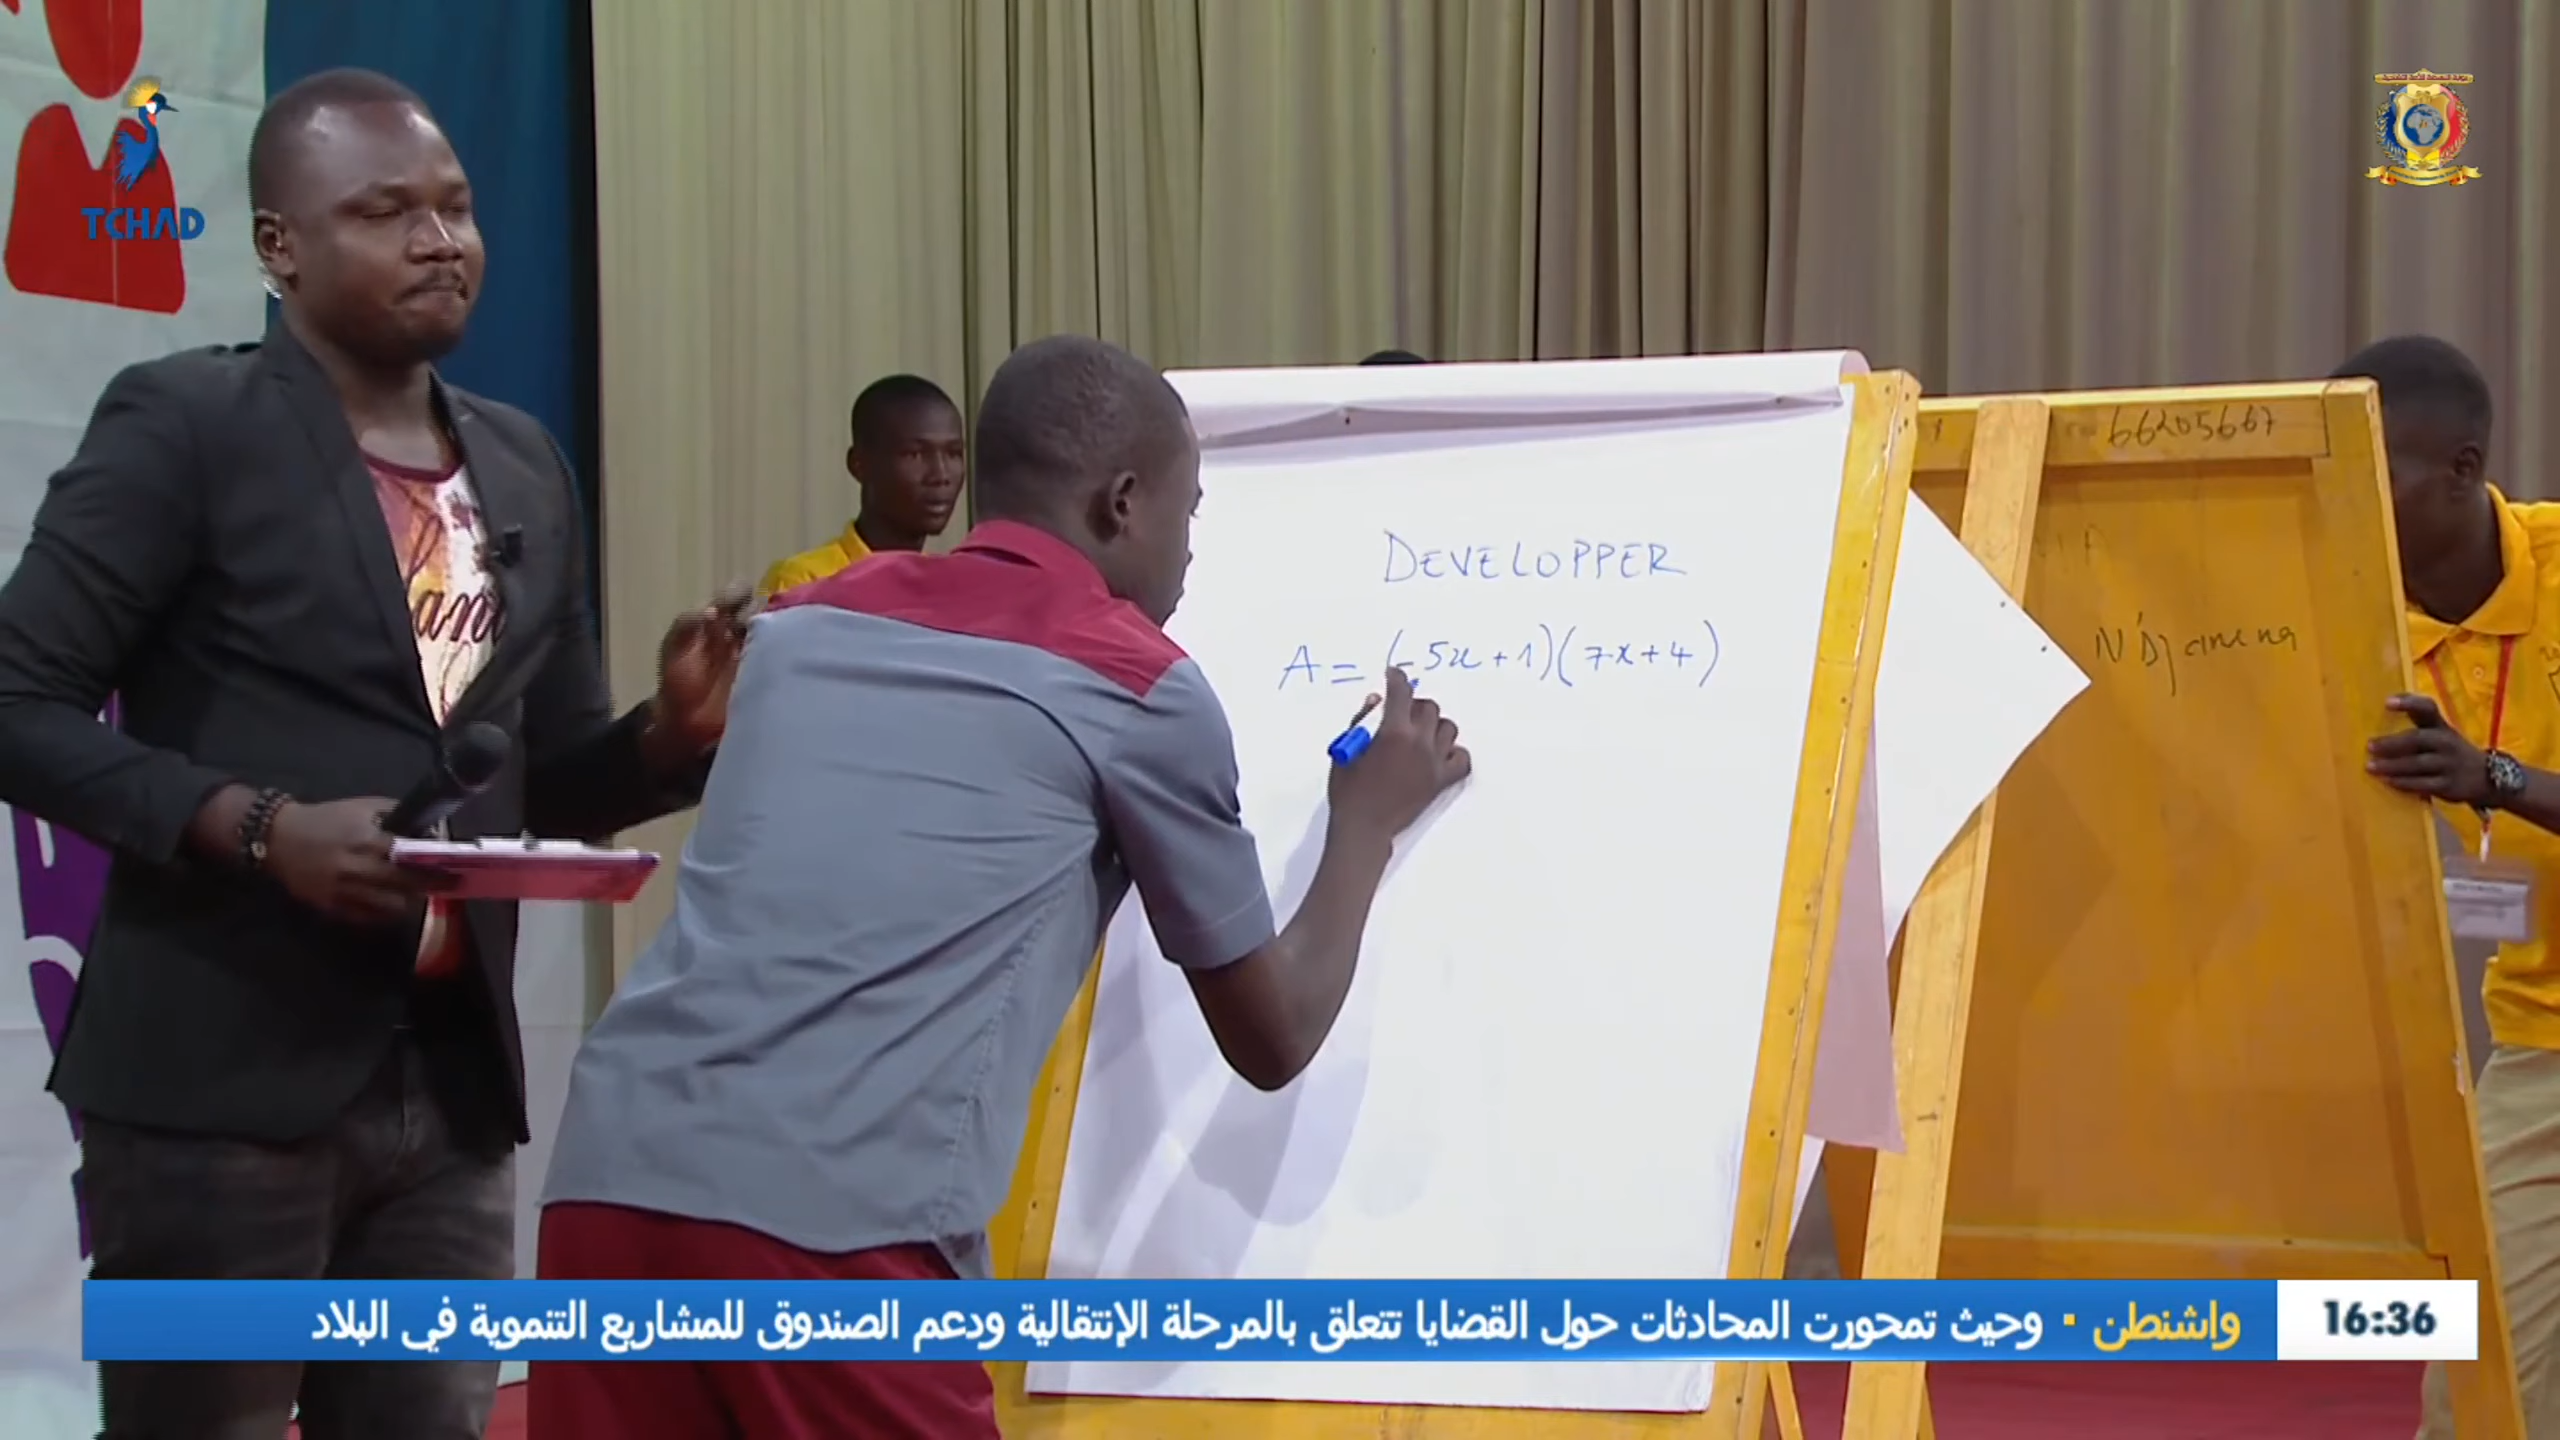 TCHAD
66205667
DEVELOPPER
A = (-5x+1)(7x+4)
N'Djamena
واشنطن · وحيث تمحورت المحادثات حول القضايا تتعلق بالمرحلة الإنتقالية ودعم الصندوق للمشاريع التنموية في البلاد
16:36